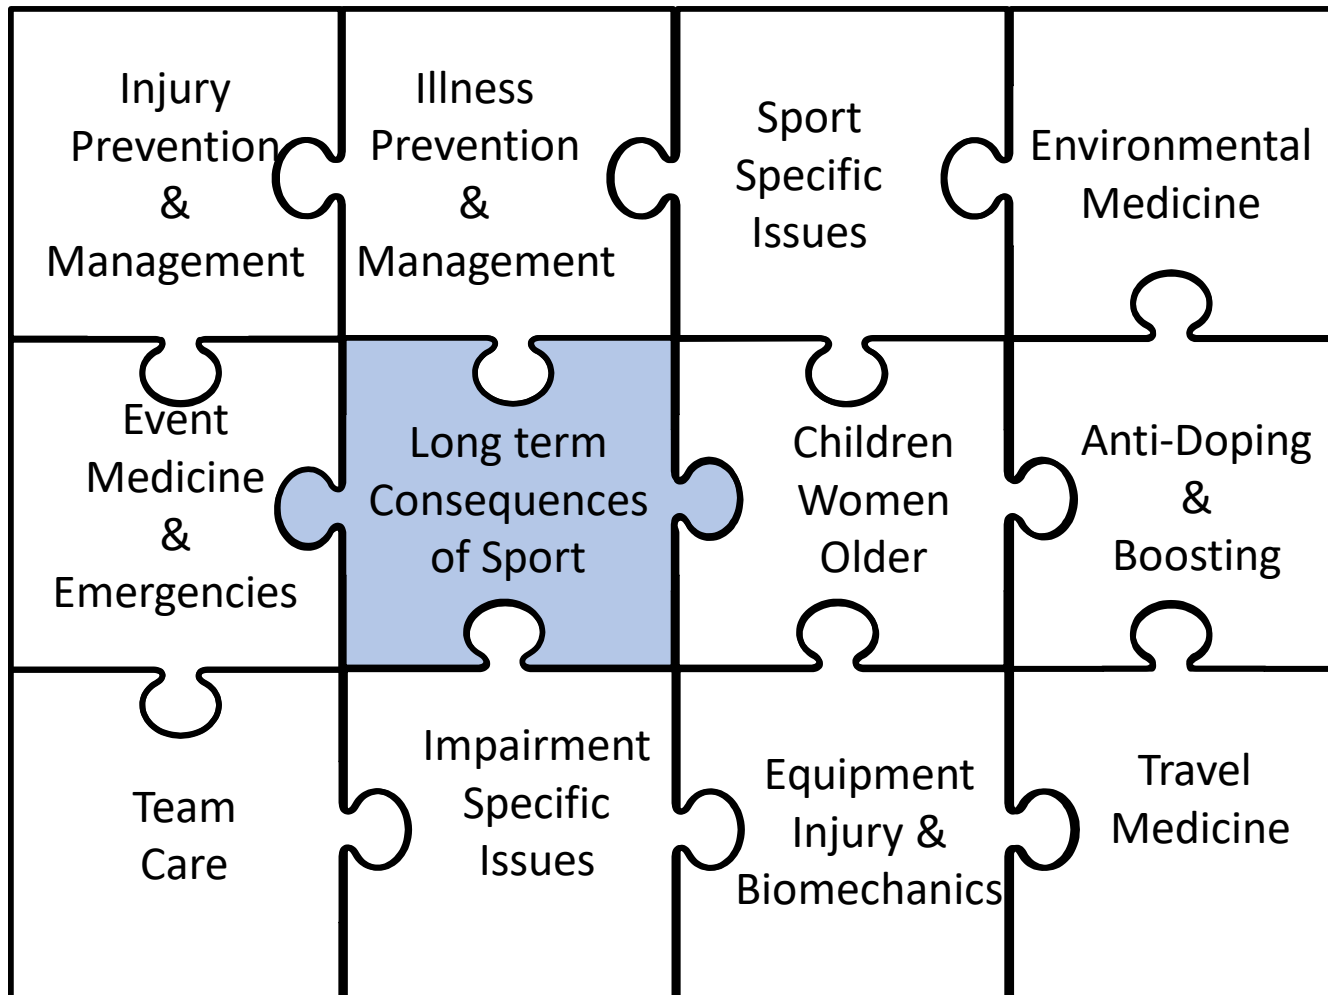 Injury
Prevention
&
Management
Illness
Prevention
&
Management
Sport
Specific
Issues
Environmental
Medicine
Event
Medicine
&
Emergencies
Long term
Consequences
of Sport
Children
Women
Older
Anti-Doping
&
Boosting
Team
Care
Impairment
Specific
Issues
Equipment
Injury &
Biomechanics
Travel
Medicine